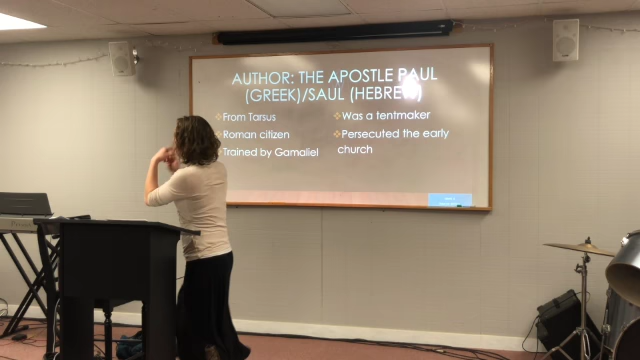 AUTHOR: THE APOSTLE PAUL
(GREEK)/SAUL (HEBREW)
From Tarsus
Roman citizen
Trained by Gamaliel
Was a tentmaker
Persecuted the early
church